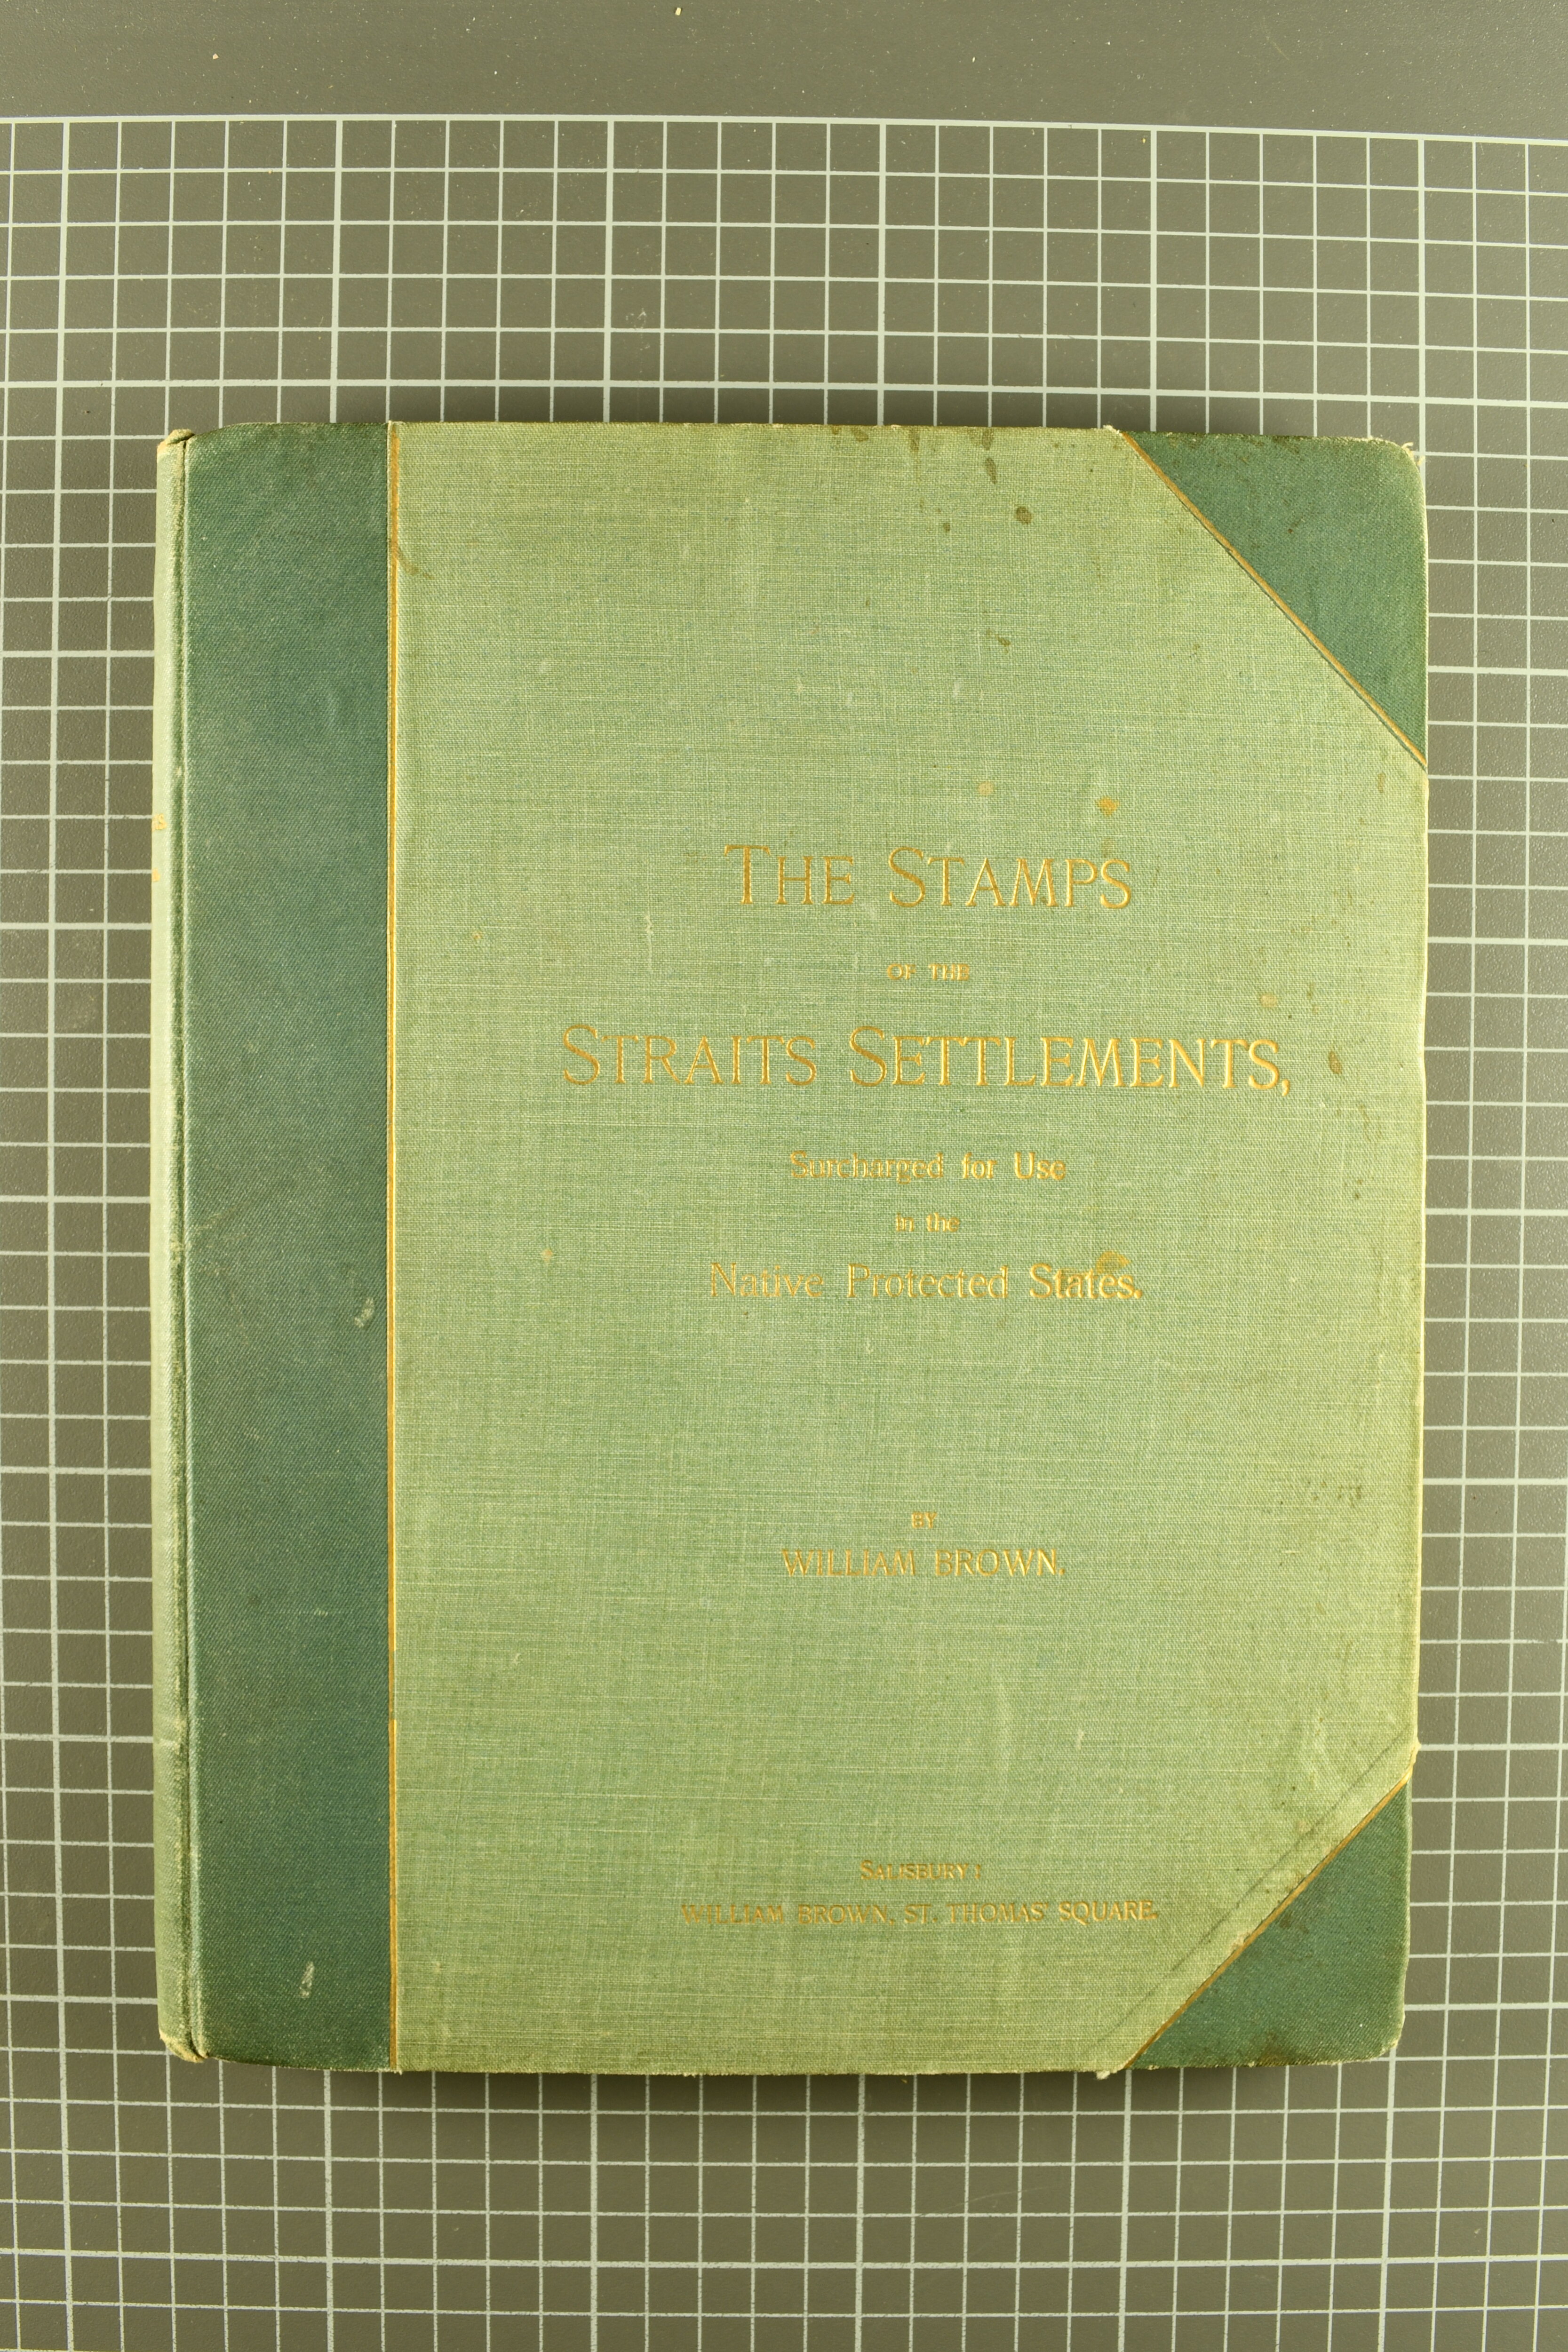 THE STAMPS
OF THE
STRAITS SETTLEMENTS,
Surcharged for Use
in the
Native Protected States.
BY
WILLIAM BROWN.
SALISBURY:
WILLIAM BROWN, ST. THOMAS' SQUARE.